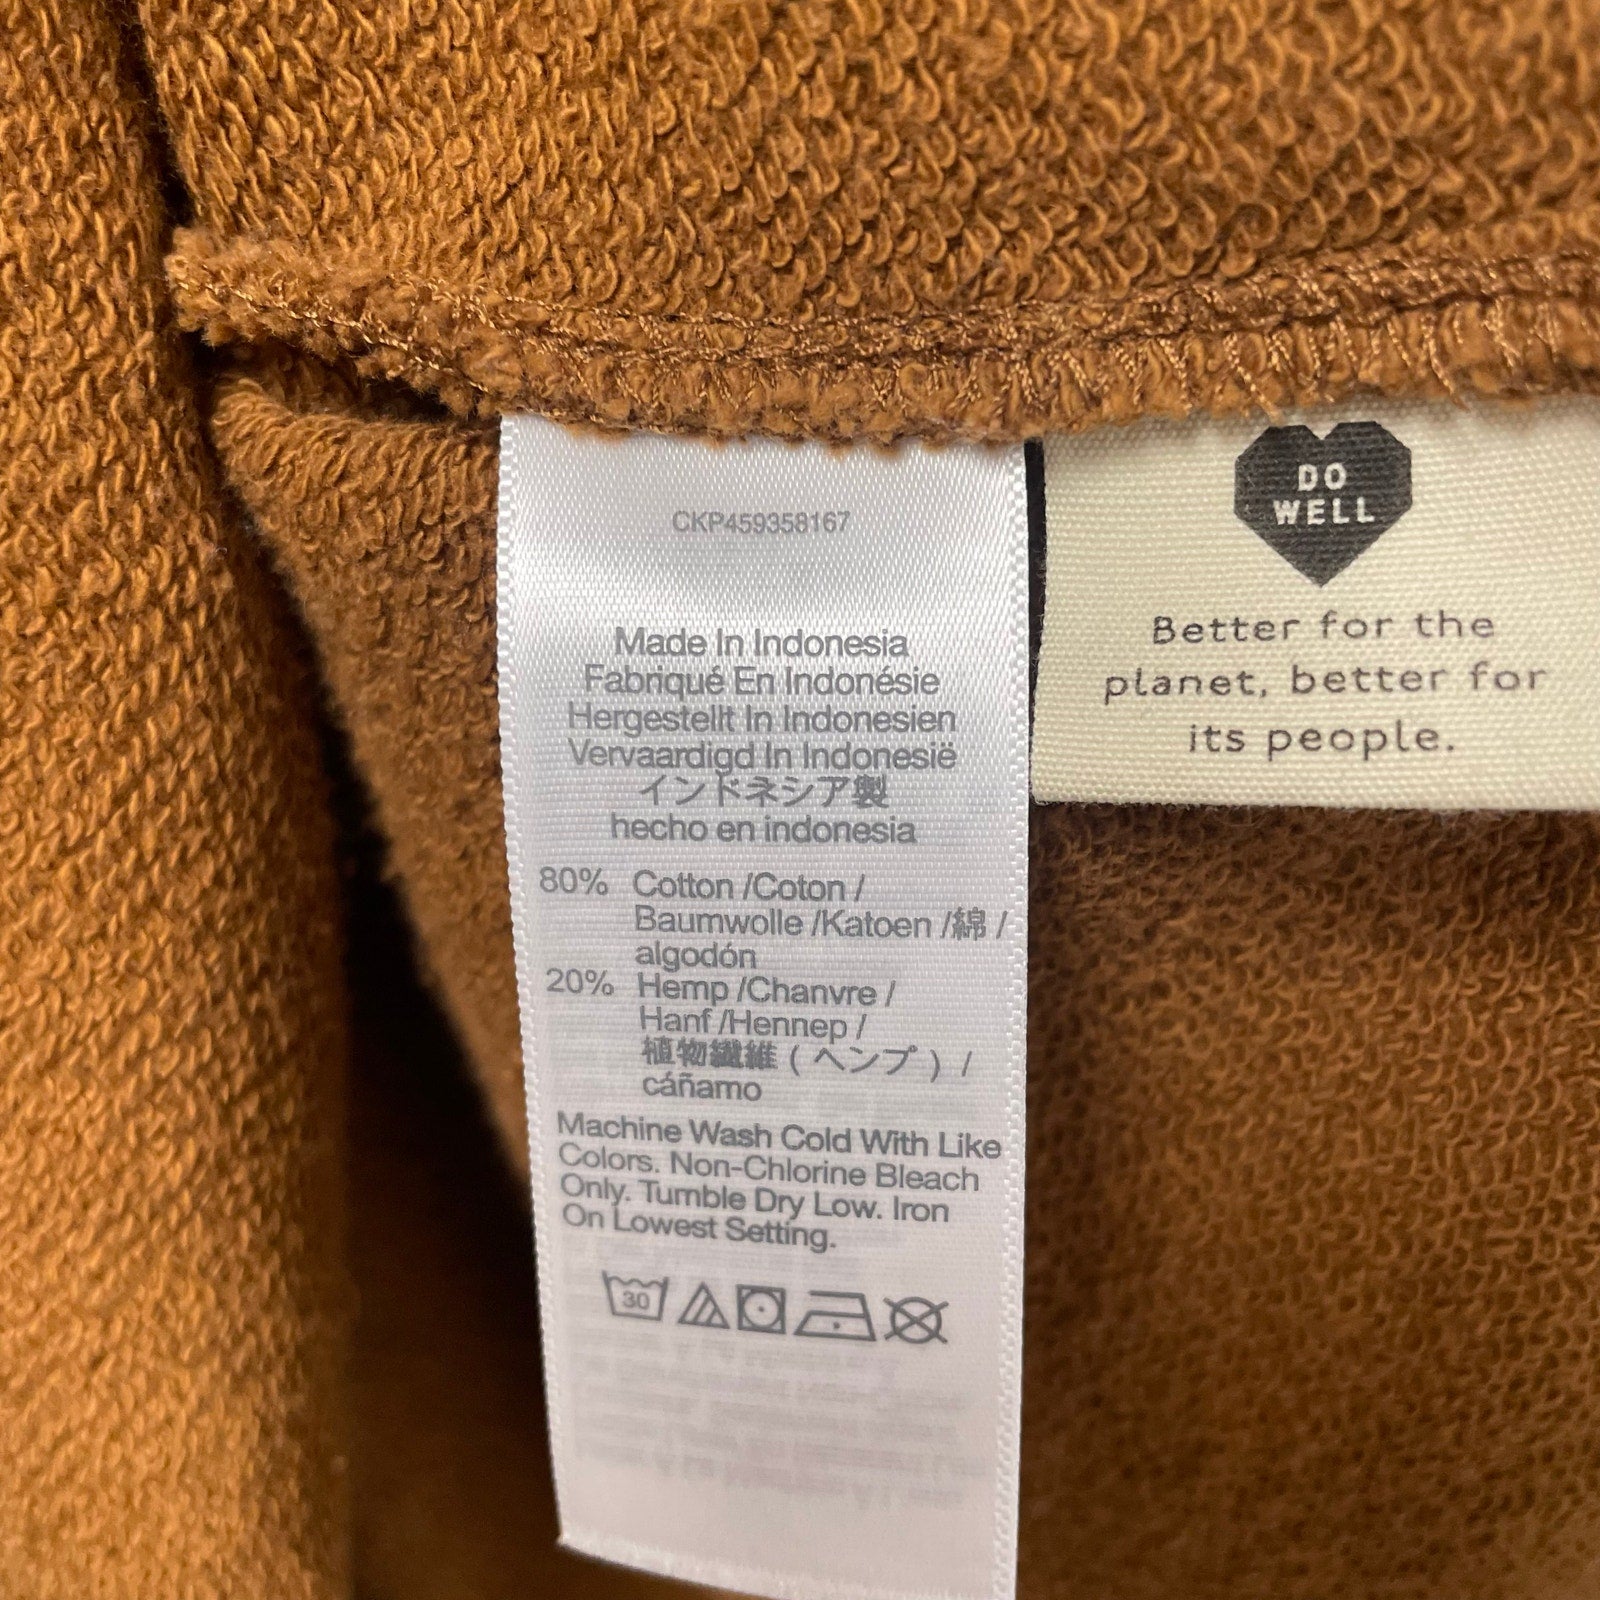 CKP459358167
Made In Indonesia
Fabriqué En Indonésie
Hergestellt In Indonesien
Vervaardigd In Indonesië
インドネシア製
hecho en indonesia
80% Cotton /Coton /
Baumwolle /Katoen /綿 /
algodón
20% Hemp /Chanvre /
Hanf /Hennep /
植物繊維 ( ヘンプ ) /
cáñamo
Machine Wash Cold With Like
Colors. Non-Chlorine Bleach
Only. Tumble Dry Low. Iron
On Lowest Setting.
30
DO
WELL
Better for the
planet, better for
its people.